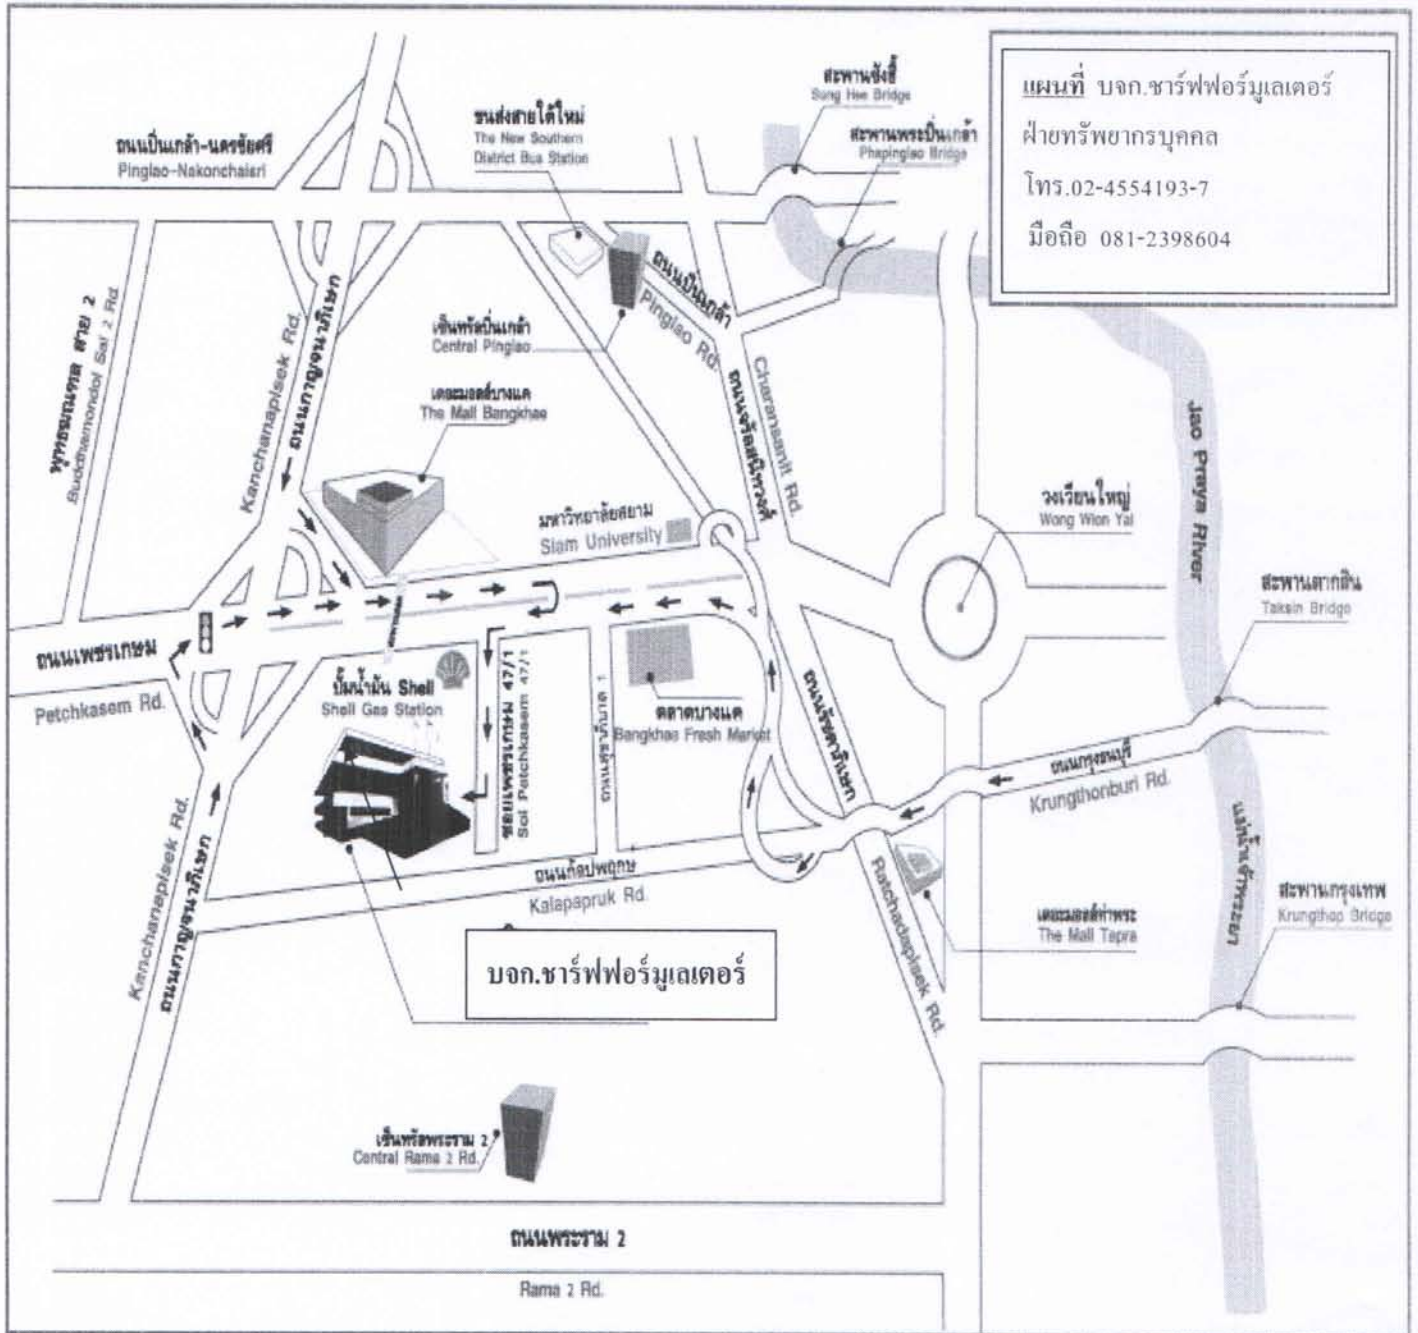 แผนที่ บจก.ชาร์ฟฟอร์มูเลเตอร์
ฝ่ายทรัพยากรบุคคล
โทร.02-4554193-7
มือถือ 081-2398604
สะพานซังฮี้
Sung Hee Bridge
สะพานพระปิ่นเกล้า
Phapinglao Bridge
ขนส่งสายใต้ใหม่
The New Southern
District Bus Station
ถนนปิ่นเกล้า-นครชัยศรี
Pinglao-Nakonchaisri
ถนนปิ่นเกล้า
Pinglao Rd.
พุทธมณฑล สาย 2
Buddhamondol Sai 2 Rd.
Kanchanapisek Rd.
ถนนกาญจนาภิเษก
เซ็นทรัลปิ่นเกล้า
Central Pinglao
เดอะมอลล์บางแค
The Mall Bangkhae
ถนนจรัลสนิทวงศ์
Charansanit Rd.
Jao Praya River
วงเวียนใหญ่
Wong Wion Yai
มหาวิทยาลัยสยาม
Siam University
สะพานตากสิน
Taksin Bridge
ถนนเพชรเกษม
Petchkasem Rd.
ปั๊มน้ำมัน Shell
Shell Gas Station
ซอยเพชรเกษม 47/1
Soi Petchkasem 47/1
ถนนสุขาภิบาล 1
ตลาดบางแค
Bangkhae Fresh Market
ถนนรัชดาภิเษก
Ratchadapisek Rd.
ถนนกรุงธนบุรี
Krungthonburi Rd.
Kanchanapisek Rd.
ถนนกาญจนาภิเษก
ถนนกัลปพฤกษ
Kalapapruk Rd.
เดอะมอลล์ท่าพระ
The Mall Tapra
แม่น้ำเจ้าพระยา
สะพานกรุงเทพ
Krungthep Bridge
บจก.ชาร์ฟฟอร์มูเลเตอร์
เซ็นทรัลพระราม 2
Central Rama 2 Rd.
ถนนพระราม 2
Rama 2 Rd.